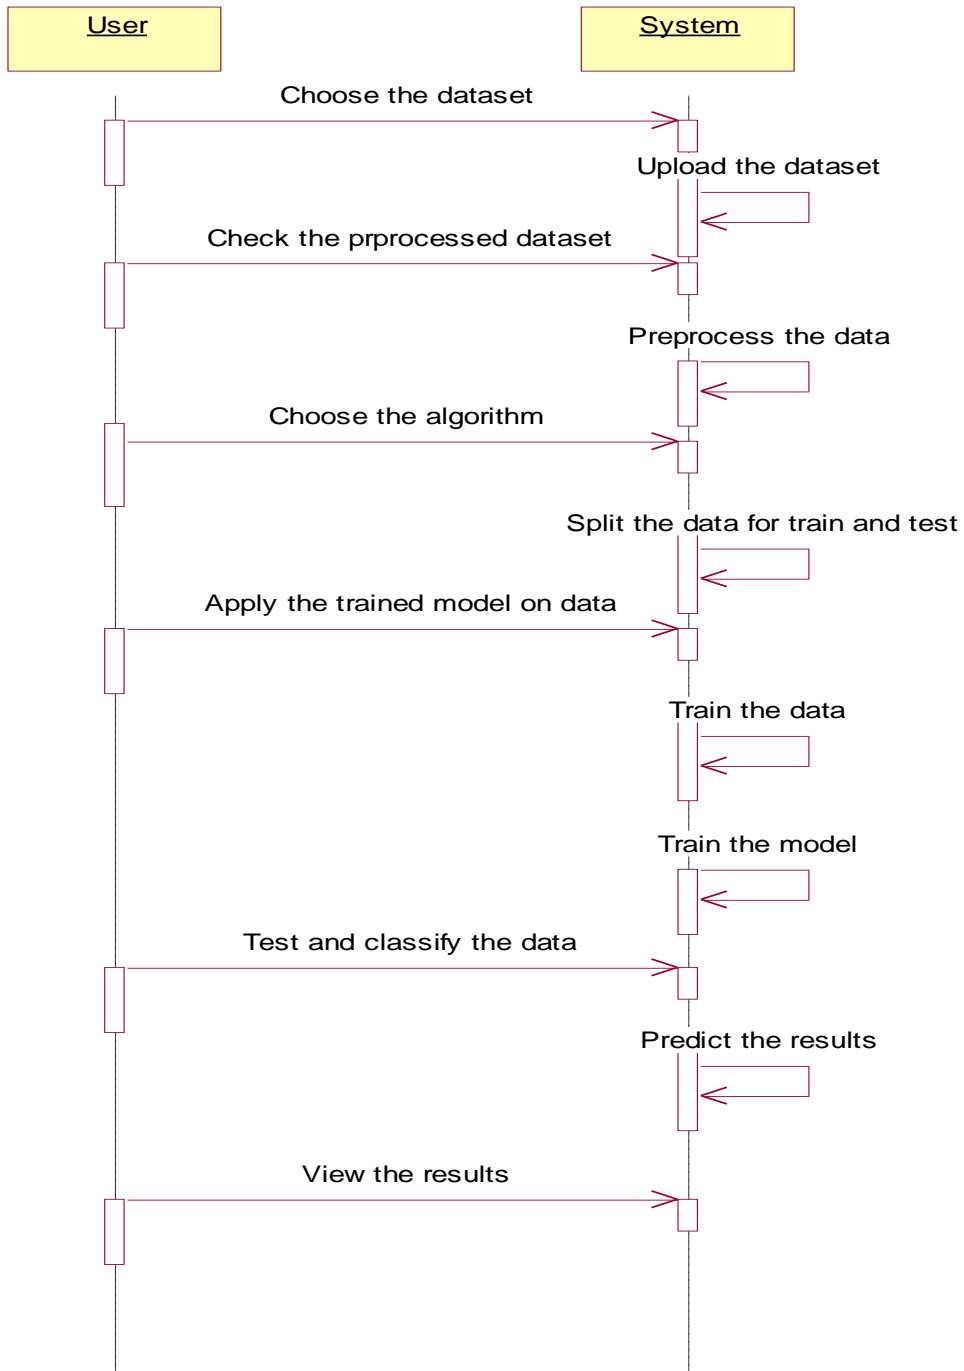 User
System
Choose the dataset
Upload the dataset
Check the prprocessed dataset
Preprocess the data
Choose the algorithm
Split the data for train and test
Apply the trained model on data
Train the data
Train the model
Test and classify the data
Predict the results
View the results